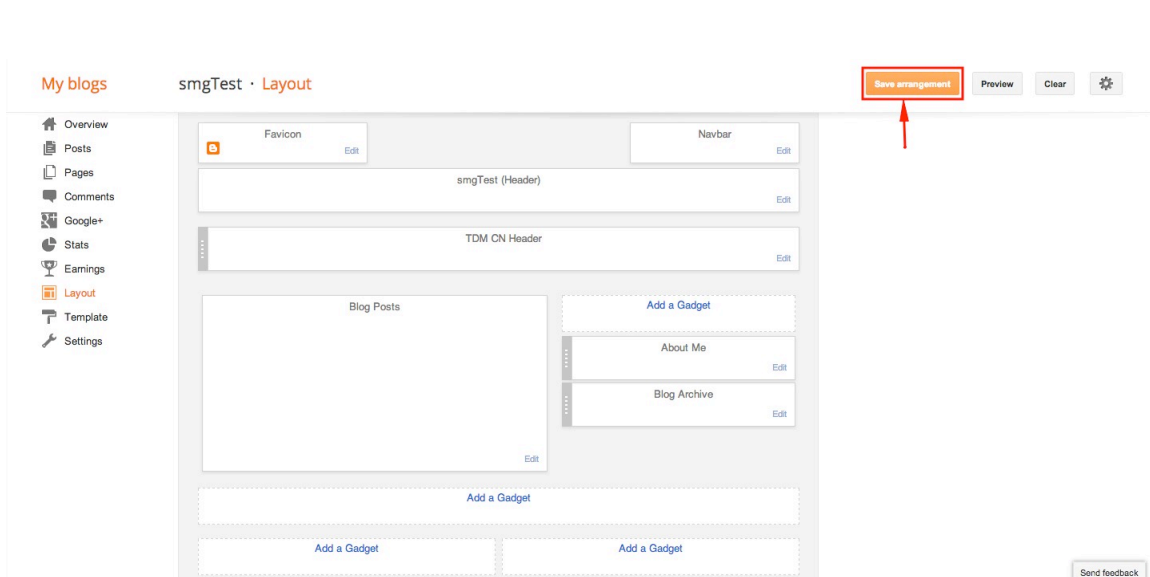 My blogs
smgTest · Layout
Save arrangement
Preview
Clear
Overview
Posts
Pages
Comments
Google+
Stats
Earnings
Layout
Template
Settings
Favicon
Edit
Navbar
Edit
smgTest (Header)
Edit
TDM CN Header
Edit
Blog Posts
Edit
Add a Gadget
About Me
Edit
Blog Archive
Edit
Add a Gadget
Add a Gadget
Add a Gadget
Send feedback